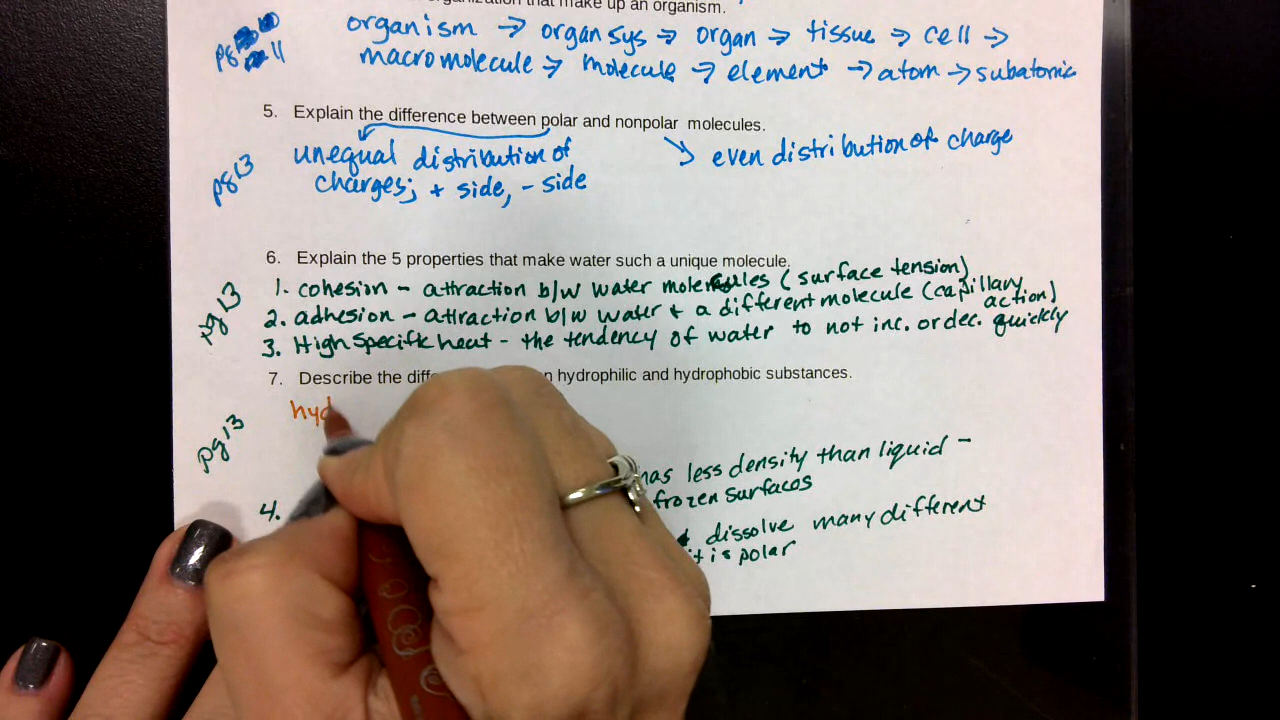 that make up an organism.
organism → organ sys → organ → tissue → cell →
pg 11
macromolecule → molecule → element → atom → subatomic
5. Explain the difference between polar and nonpolar molecules.
unequal distribution of
charges; + side, - side
→ even distribution of charge
pg 13
6. Explain the 5 properties that make water such a unique molecule.
1. cohesion - attraction b/w water molecules (surface tension)
2. adhesion - attraction b/w water + a different molecule (capillary action)
3. High Specific heat - the tendency of water to not inc. or dec. quickly
pg 13
7. Describe the hydrophilic and hydrophobic substances.
hyd
pg 13
has less density than liquid -
frozen surfaces
4.
dissolve many different
it is polar